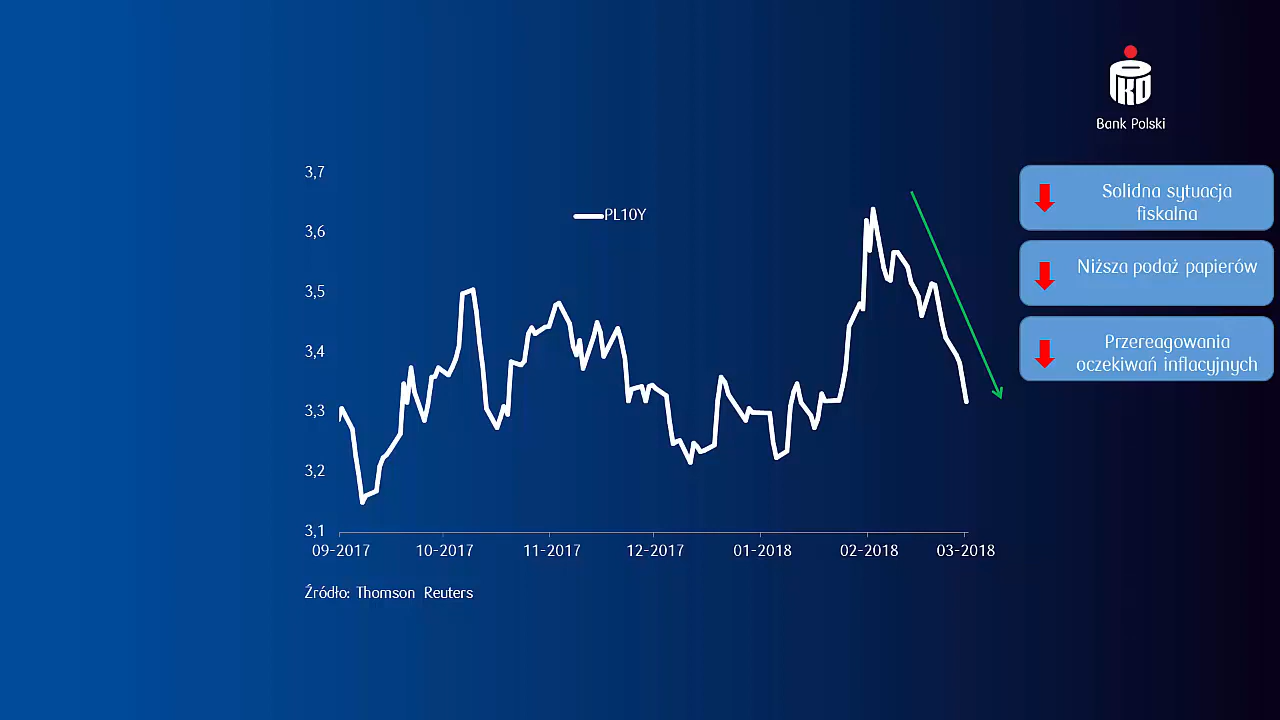 PKO
Bank Polski
3,7
3,6
3,5
3,4
3,3
3,2
3,1
PL10Y
09-2017
10-2017
11-2017
12-2017
01-2018
02-2018
03-2018
Źródło: Thomson Reuters
Solidna sytuacja
fiskalna
Niższa podaż papierów
Przereagowania
oczekiwań inflacyjnych